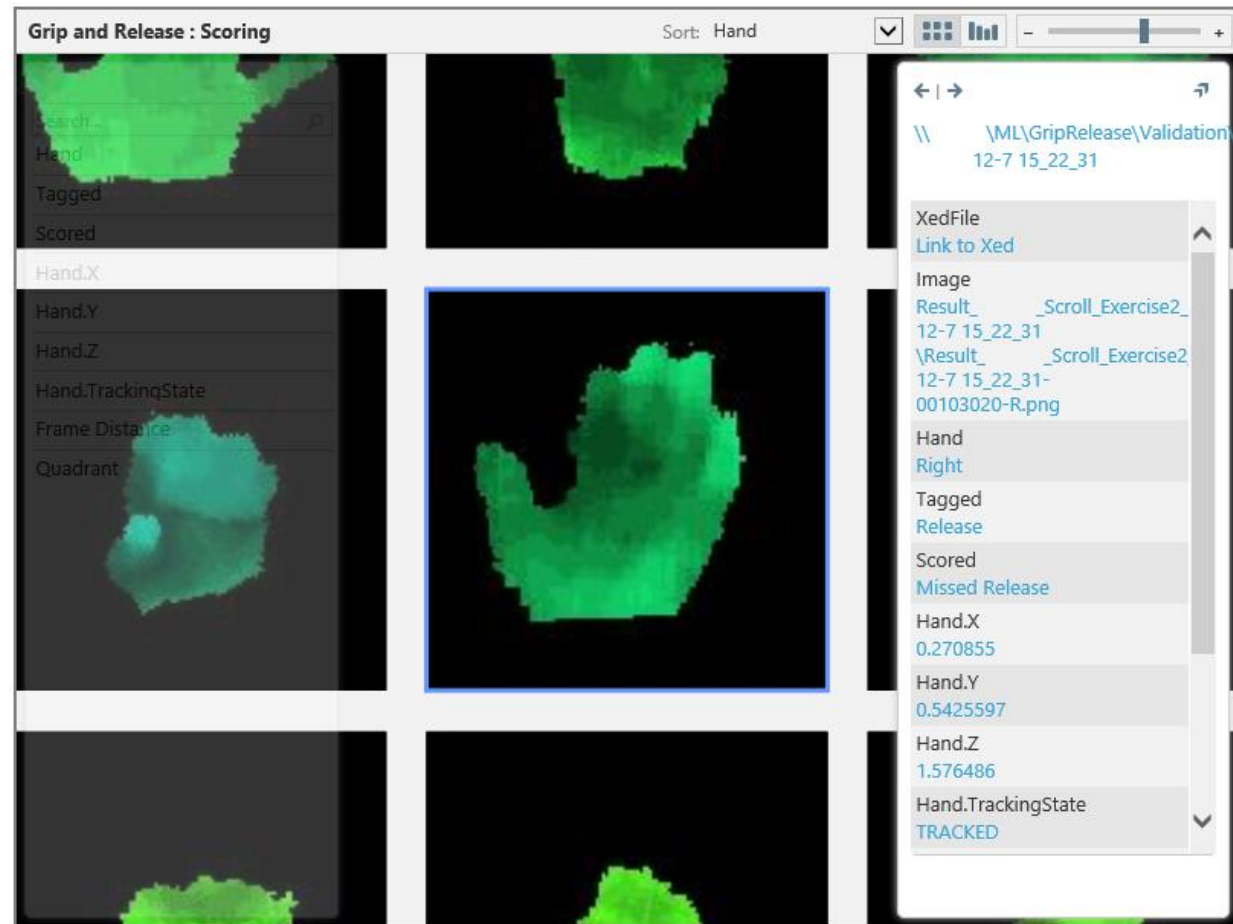 Grip and Release : Scoring
Sort: Hand
- +
Search...
Hand
Tagged
Scored
Hand.X
Hand.Y
Hand.Z
Hand.TrackingState
Frame Distance
Quadrant
\\ \ML\GripRelease\Validation\
12-7 15_22_31
XedFile
Link to Xed
Image
Result_ _Scroll_Exercise2_
12-7 15_22_31
\Result_ _Scroll_Exercise2_
12-7 15_22_31-
00103020-R.png
Hand
Right
Tagged
Release
Scored
Missed Release
Hand.X
0.270855
Hand.Y
0.5425597
Hand.Z
1.576486
Hand.TrackingState
TRACKED